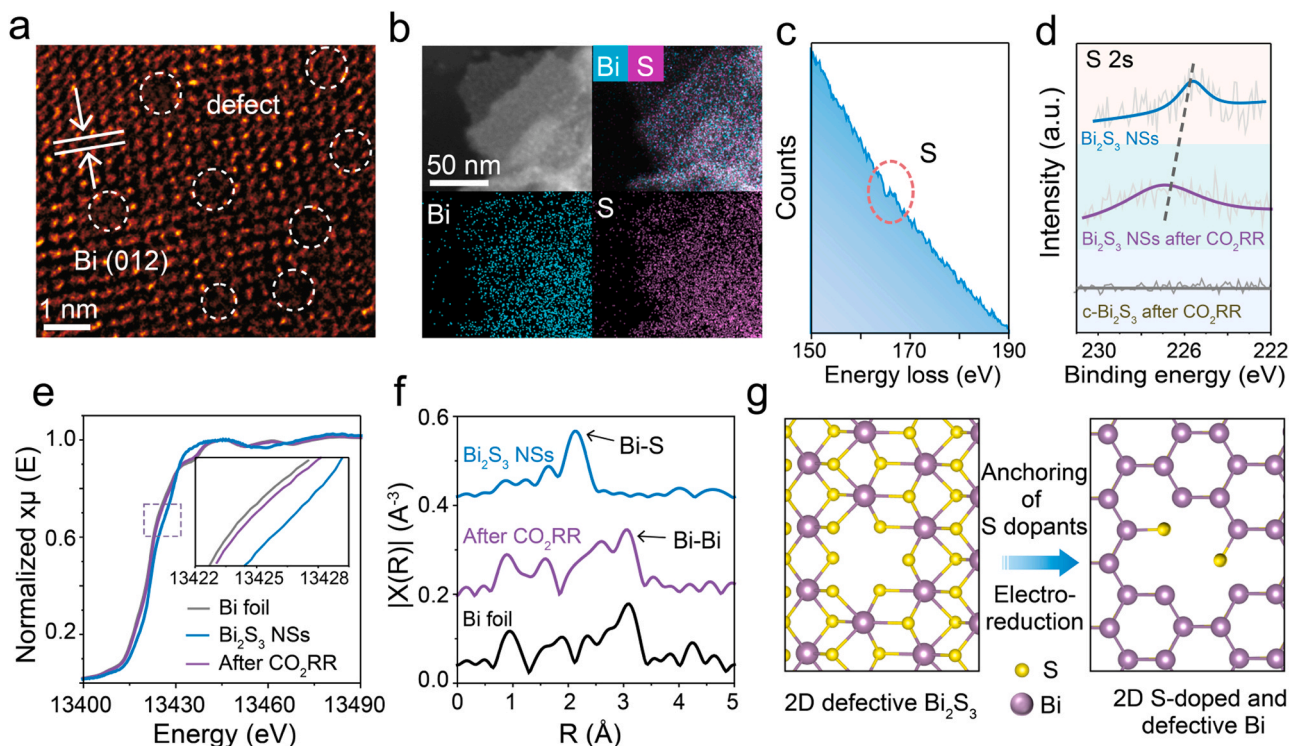 a
defect
Bi (012)
1 nm
b
Bi S
50 nm
Bi
S
c
S
Counts
150 170 190
Energy loss (eV)
d
S 2s
Bi₂S₃ NSs
Bi₂S₃ NSs after CO₂RR
c-Bi₂S₃ after CO₂RR
Intensity (a.u.)
230 226 222
Binding energy (eV)
e
Normalized xμ (E)
1.0
0.6
0.2
13422 13425 13428
Bi foil
Bi₂S₃ NSs
After CO₂RR
13400 13430 13460 13490
Energy (eV)
f
|X(R)| (A⁻³)
0.6
0.4
0.2
0.0
Bi₂S₃ NSs
Bi-S
After CO₂RR
Bi-Bi
Bi foil
0 1 2 3 4 5
R (Å)
g
Anchoring
of
S dopants
Electro-
reduction
S
Bi
2D defective Bi₂S₃
2D S-doped and
defective Bi